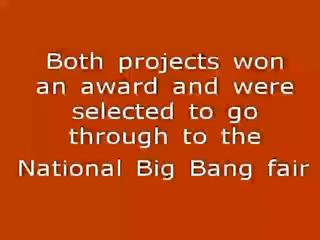 Both projects won
an award and were
selected to go
through to the
National Big Bang fair